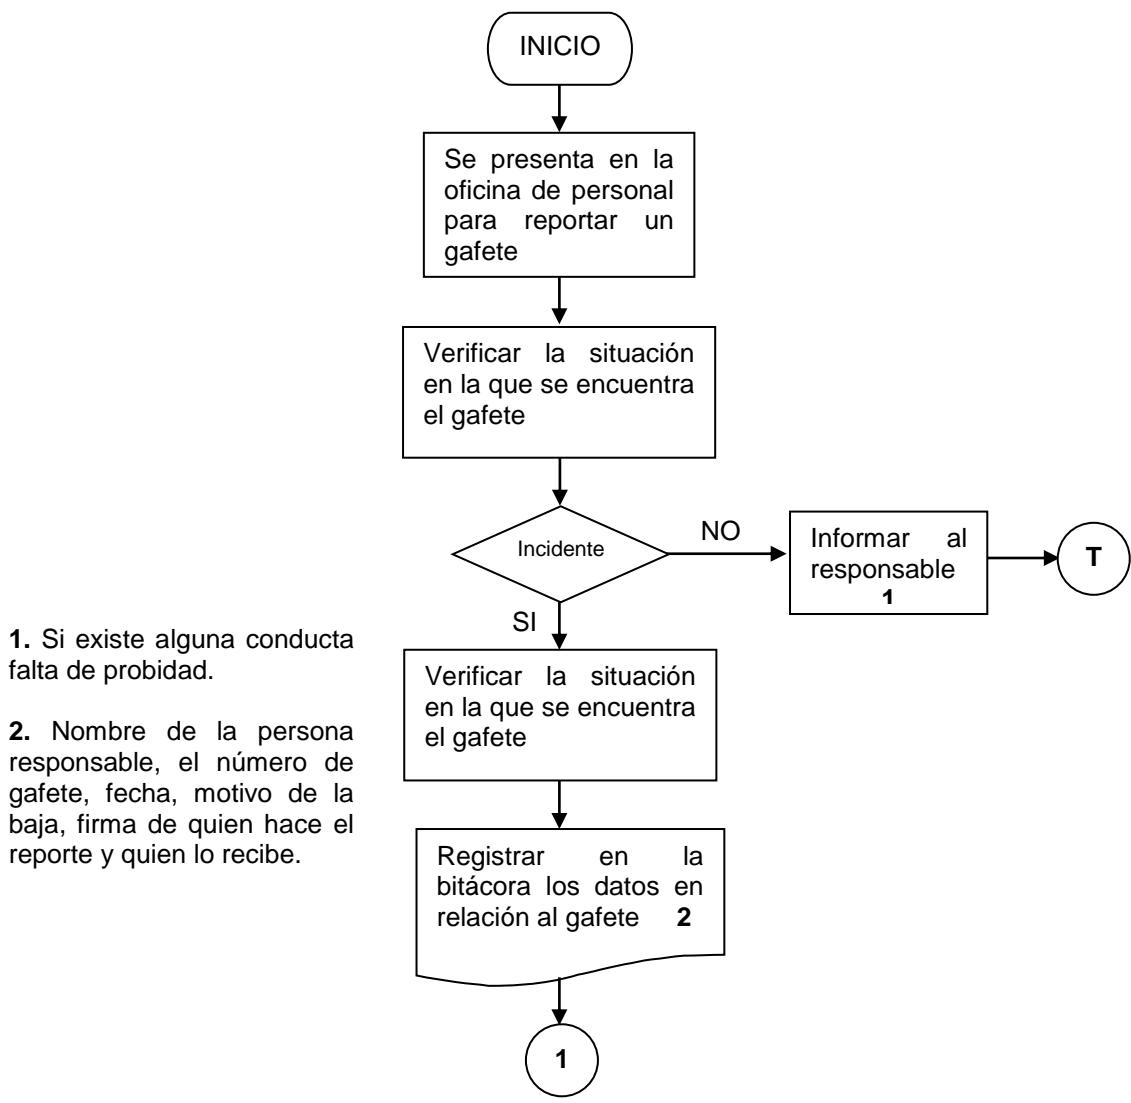 INICIO
Se presenta en la
oficina de personal
para reportar un
gafete
Verificar la situación
en la que se encuentra
el gafete
Incidente
NO
Informar al
responsable
1
T
SI
1. Si existe alguna conducta
falta de probidad.
2. Nombre de la persona
responsable, el número de
gafete, fecha, motivo de la
baja, firma de quien hace el
reporte y quien lo recibe.
Verificar la situación
en la que se encuentra
el gafete
Registrar en la
bitácora los datos en
relación al gafete 2
1